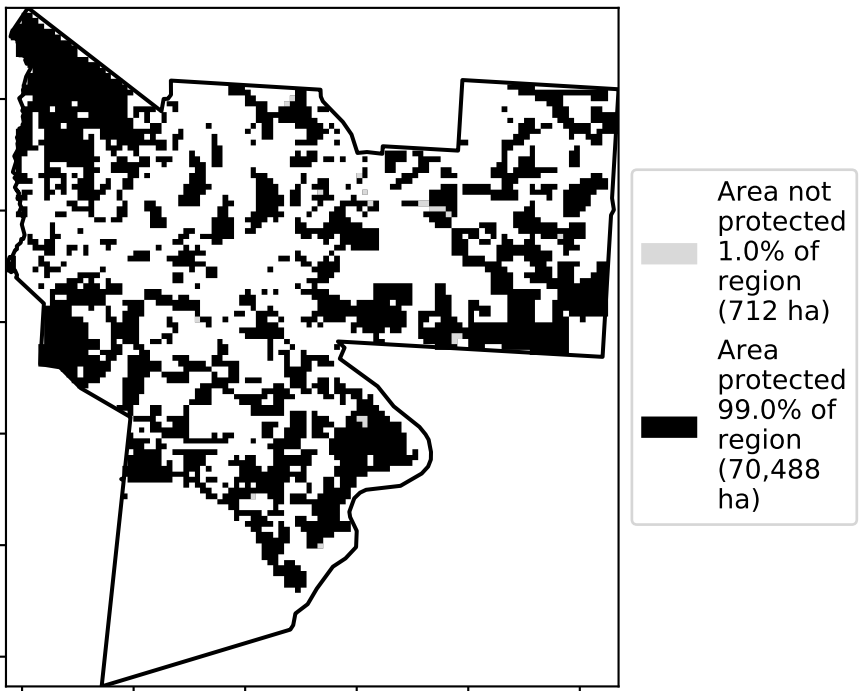 Area not
protected
1.0% of
region
(712 ha)
Area
protected
99.0% of
region
(70,488
ha)